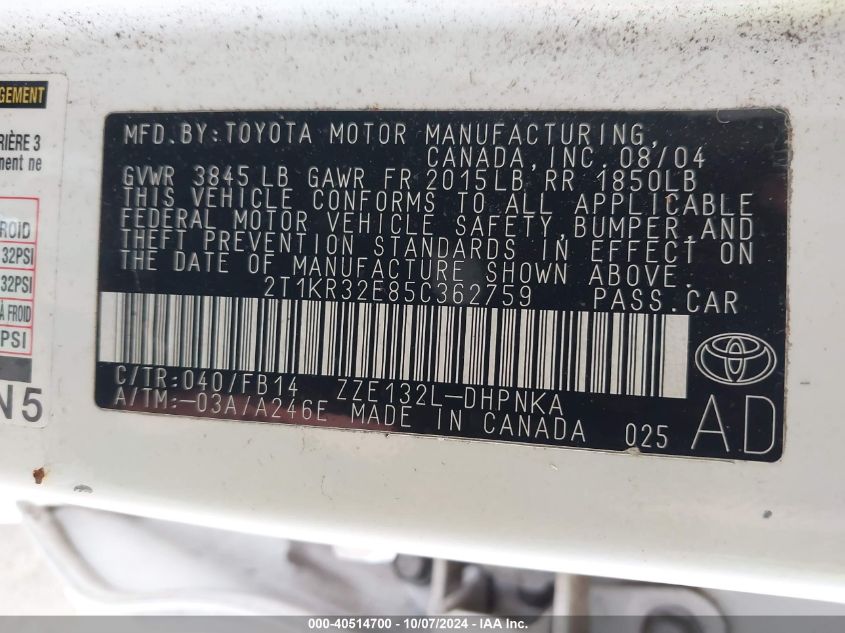 GEMENT
RIÈRE 3
ment ne
ROID
32PSI
32PSI
À FROID
PSI
N5
MFD.BY:TOYOTA MOTOR MANUFACTURING,
CANADA, INC. 08/04
GVWR 3845 LB GAWR FR 2015LB RR 1850LB
THIS VEHICLE CONFORMS TO ALL APPLICABLE
FEDERAL MOTOR VEHICLE SAFETY,BUMPER,AND
THEFT PREVENTION STANDARDS IN EFFECT ON
THE DATE OF MANUFACTURE SHOWN ABOVE.
2T1KR32E85C362759 PASS.CAR
C/TR:040/FB14 ZZE132L-DHPNKA
A/TM:-03A/A246E MADE IN CANADA 025
AD
000-40514700 - 10/07/2024 - IAA Inc.